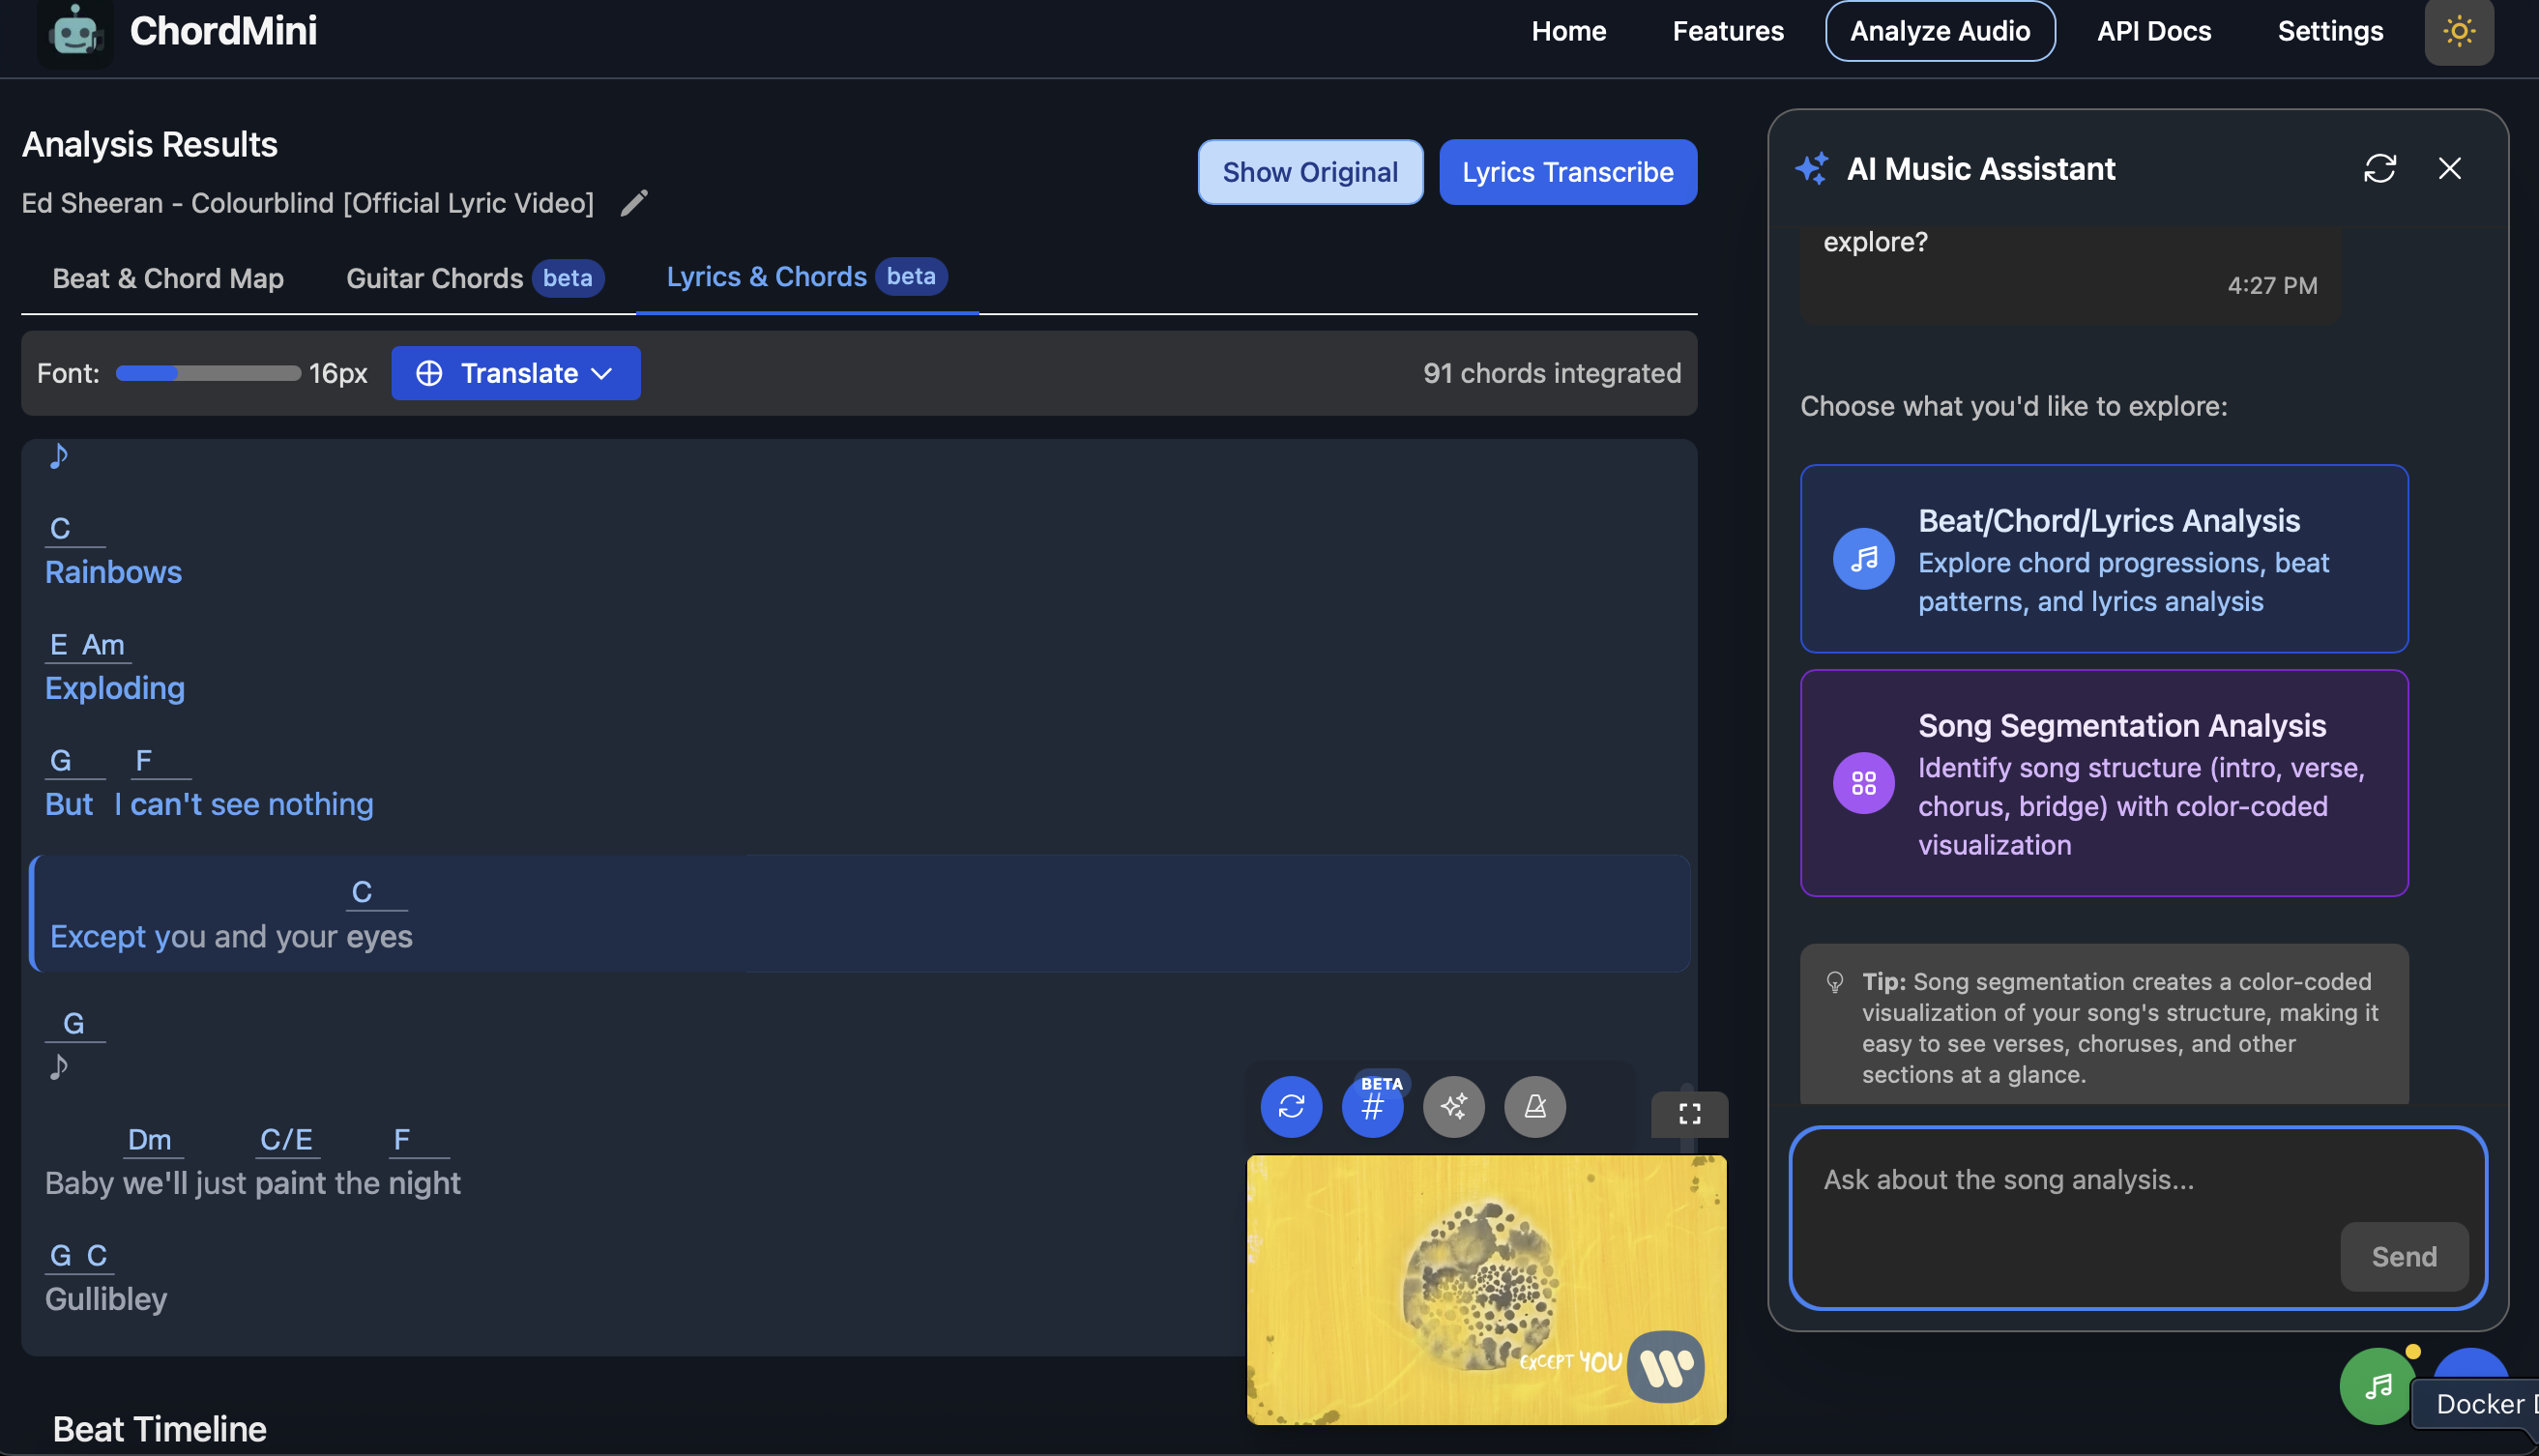 ChordMini
Home Features Analyze Audio API Docs Settings
Analysis Results
Ed Sheeran - Colourblind [Official Lyric Video]
Show Original Lyrics Transcribe
Beat & Chord Map Guitar Chords beta Lyrics & Chords beta
Font: 16px Translate 91 chords integrated
♪
C
Rainbows
E Am
Exploding
G F
But I can't see nothing
C
Except you and your eyes
G
♪
Dm C/E F
Baby we'll just paint the night
G C
Gullibley
Beat Timeline
BETA
#
EXCEPT YOU
AI Music Assistant
explore?
4:27 PM
Choose what you'd like to explore:
Beat/Chord/Lyrics Analysis
Explore chord progressions, beat
patterns, and lyrics analysis
Song Segmentation Analysis
Identify song structure (intro, verse,
chorus, bridge) with color-coded
visualization
Tip: Song segmentation creates a color-coded
visualization of your song's structure, making it
easy to see verses, choruses, and other
sections at a glance.
Ask about the song analysis...
Send
Docker